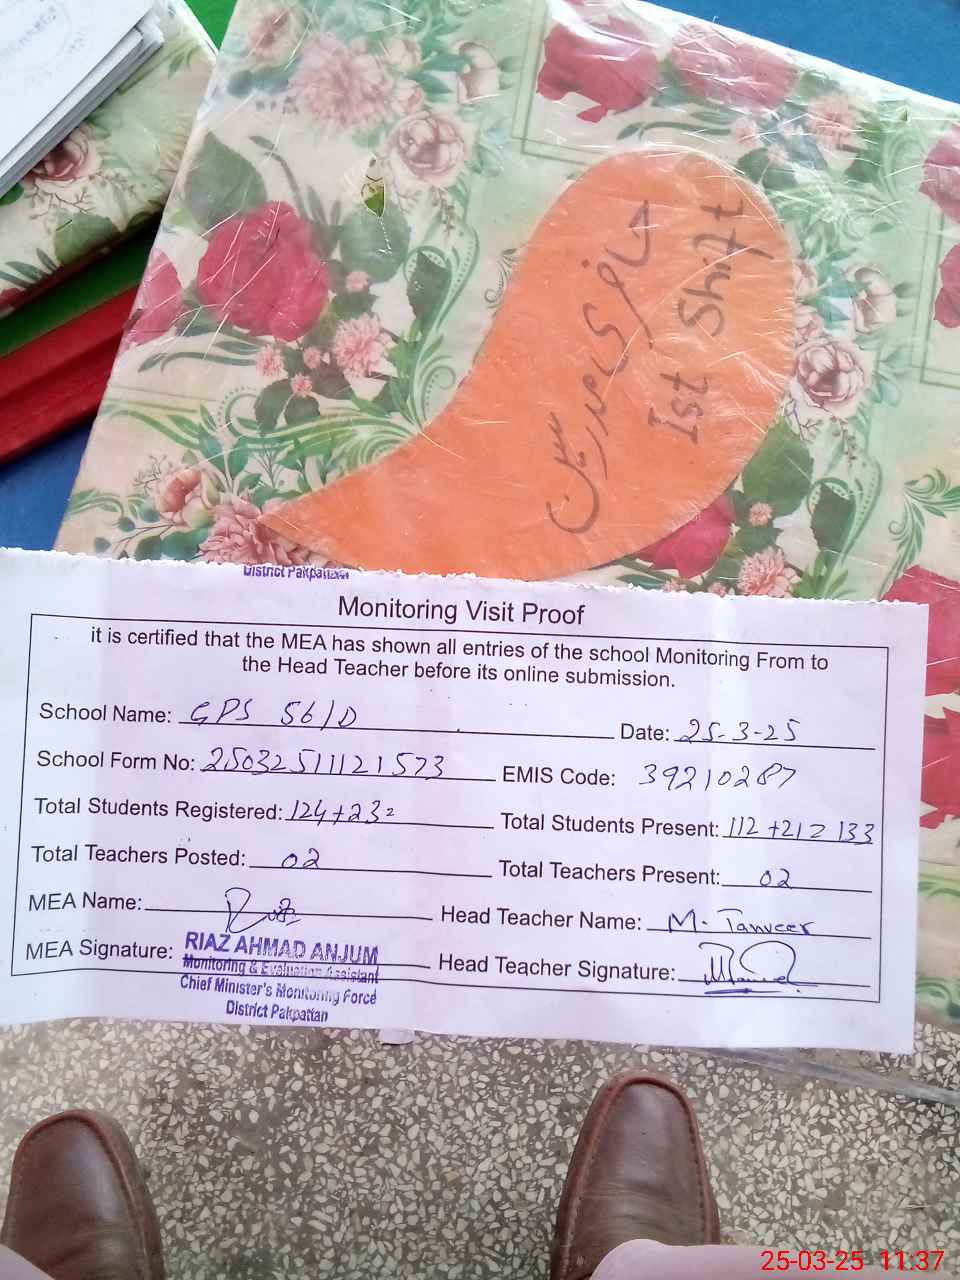 حاضری مدرسین
1st Shift
District Pakpattan
Monitoring Visit Proof
it is certified that the MEA has shown all entries of the school Monitoring From to
the Head Teacher before its online submission.
School Name: GPS 56/D Date: 25-3-25
School Form No: 25032511121573 EMIS Code: 39210287
Total Students Registered: 124+232 Total Students Present: 112+21=133
Total Teachers Posted: 02 Total Teachers Present: 02
MEA Name: Head Teacher Name: M. Tanveer
MEA Signature: Head Teacher Signature:
RIAZ AHMAD ANJUM
Monitoring & Evaluation Assistant
Chief Minister's Monitoring Force
District Pakpattan
25-03-25 11:37